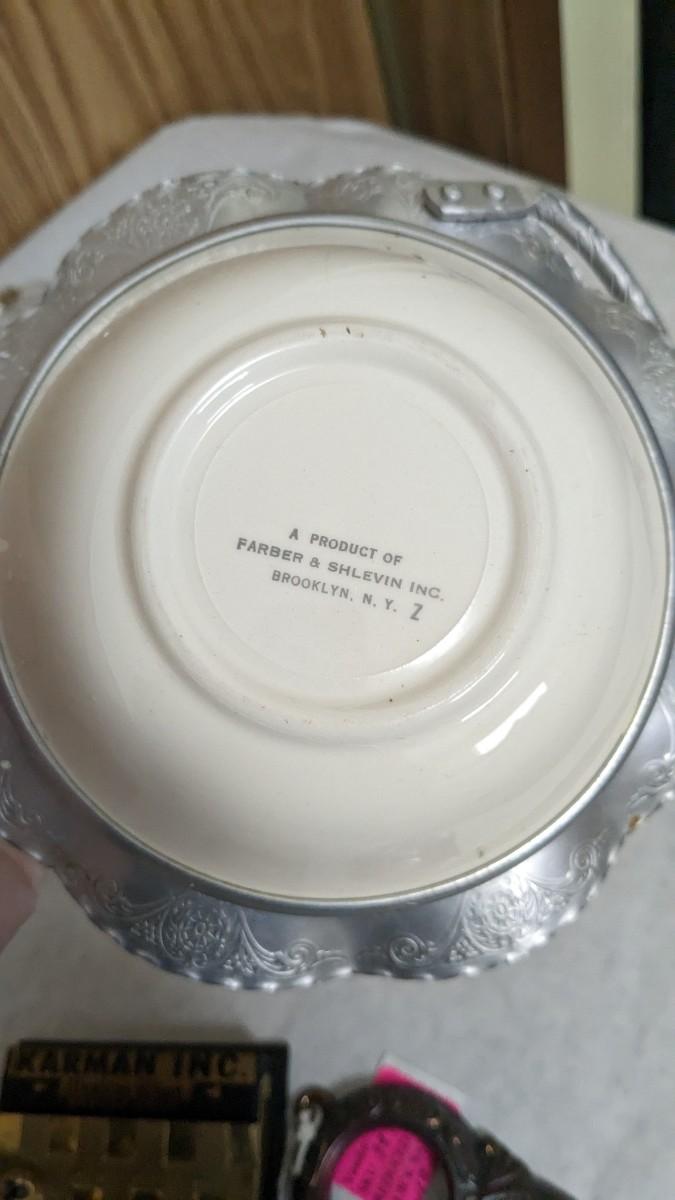 A PRODUCT OF
FARBER & SHLEVIN INC.
BROOKLYN, N. Y. Z
KARMAN INC.